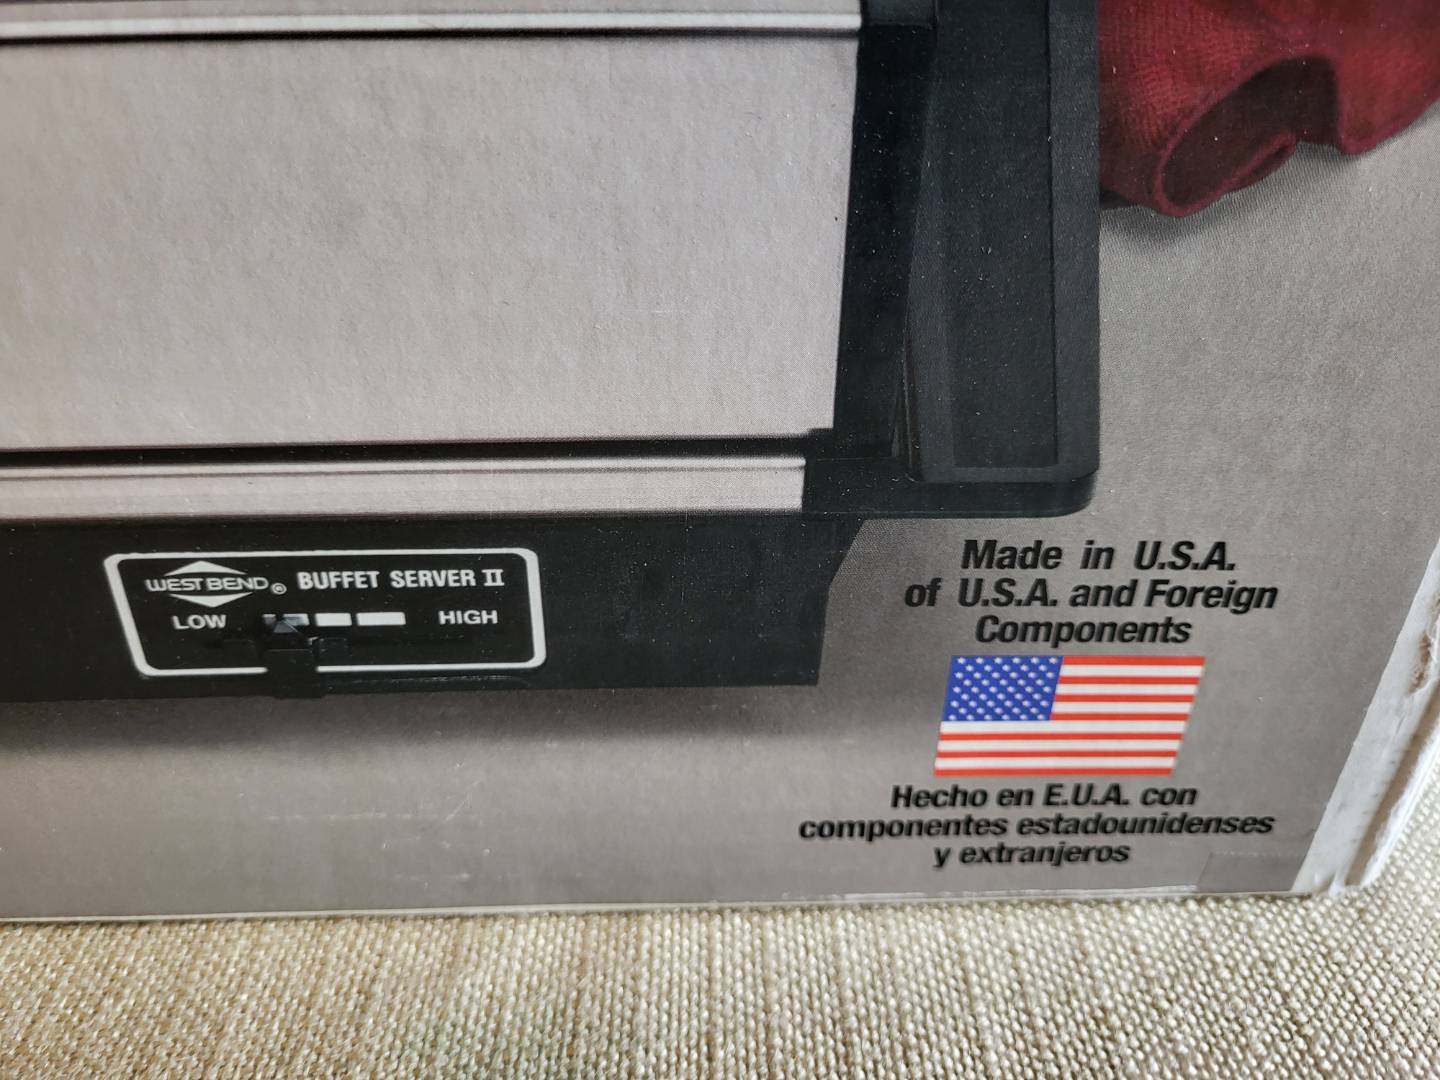 WEST BEND® BUFFET SERVER II
LOW HIGH
Made in U.S.A.
of U.S.A. and Foreign
Components
Hecho en E.U.A. con
componentes estadounidenses
y extranjeros